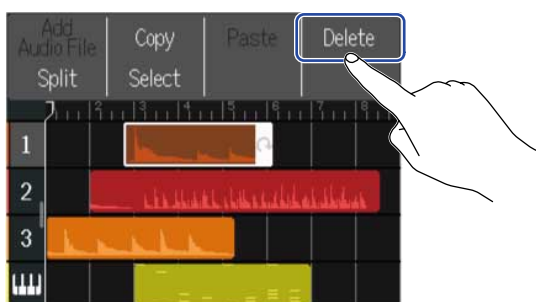 Add
Audio File
Copy
Paste
Delete
Split
Select
2 3 4 5 6 7 8
1
2
3